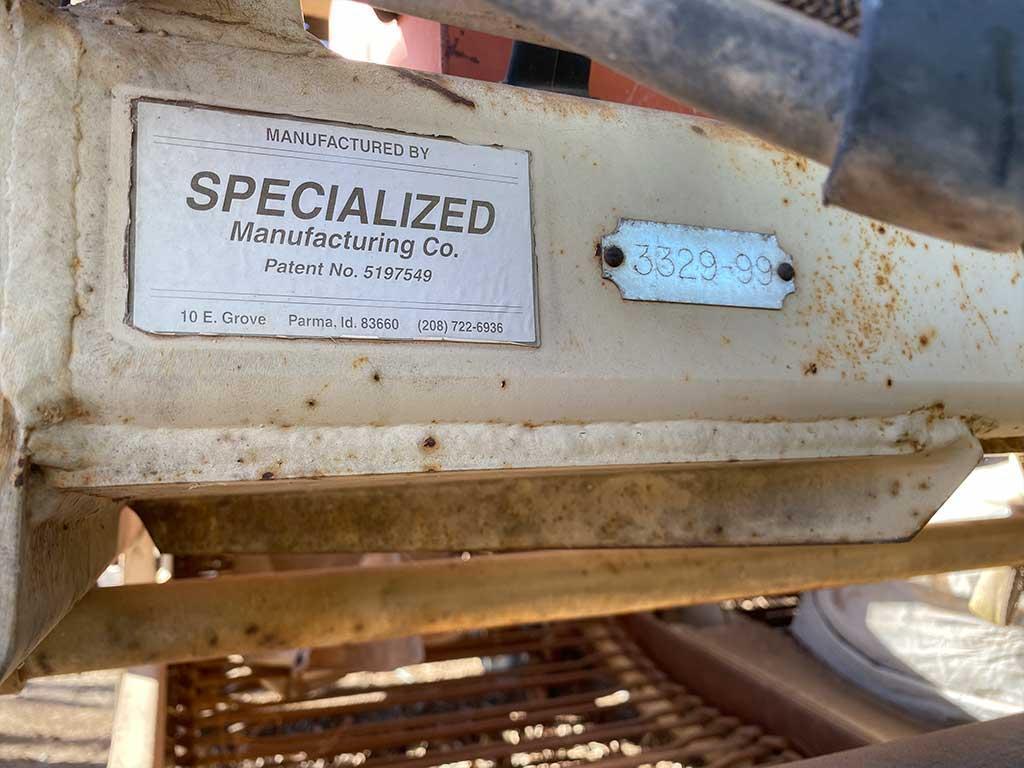 MANUFACTURED BY
SPECIALIZED
Manufacturing Co.
Patent No. 5197549
10 E. Grove Parma, Id. 83660 (208) 722-6936
3329-99